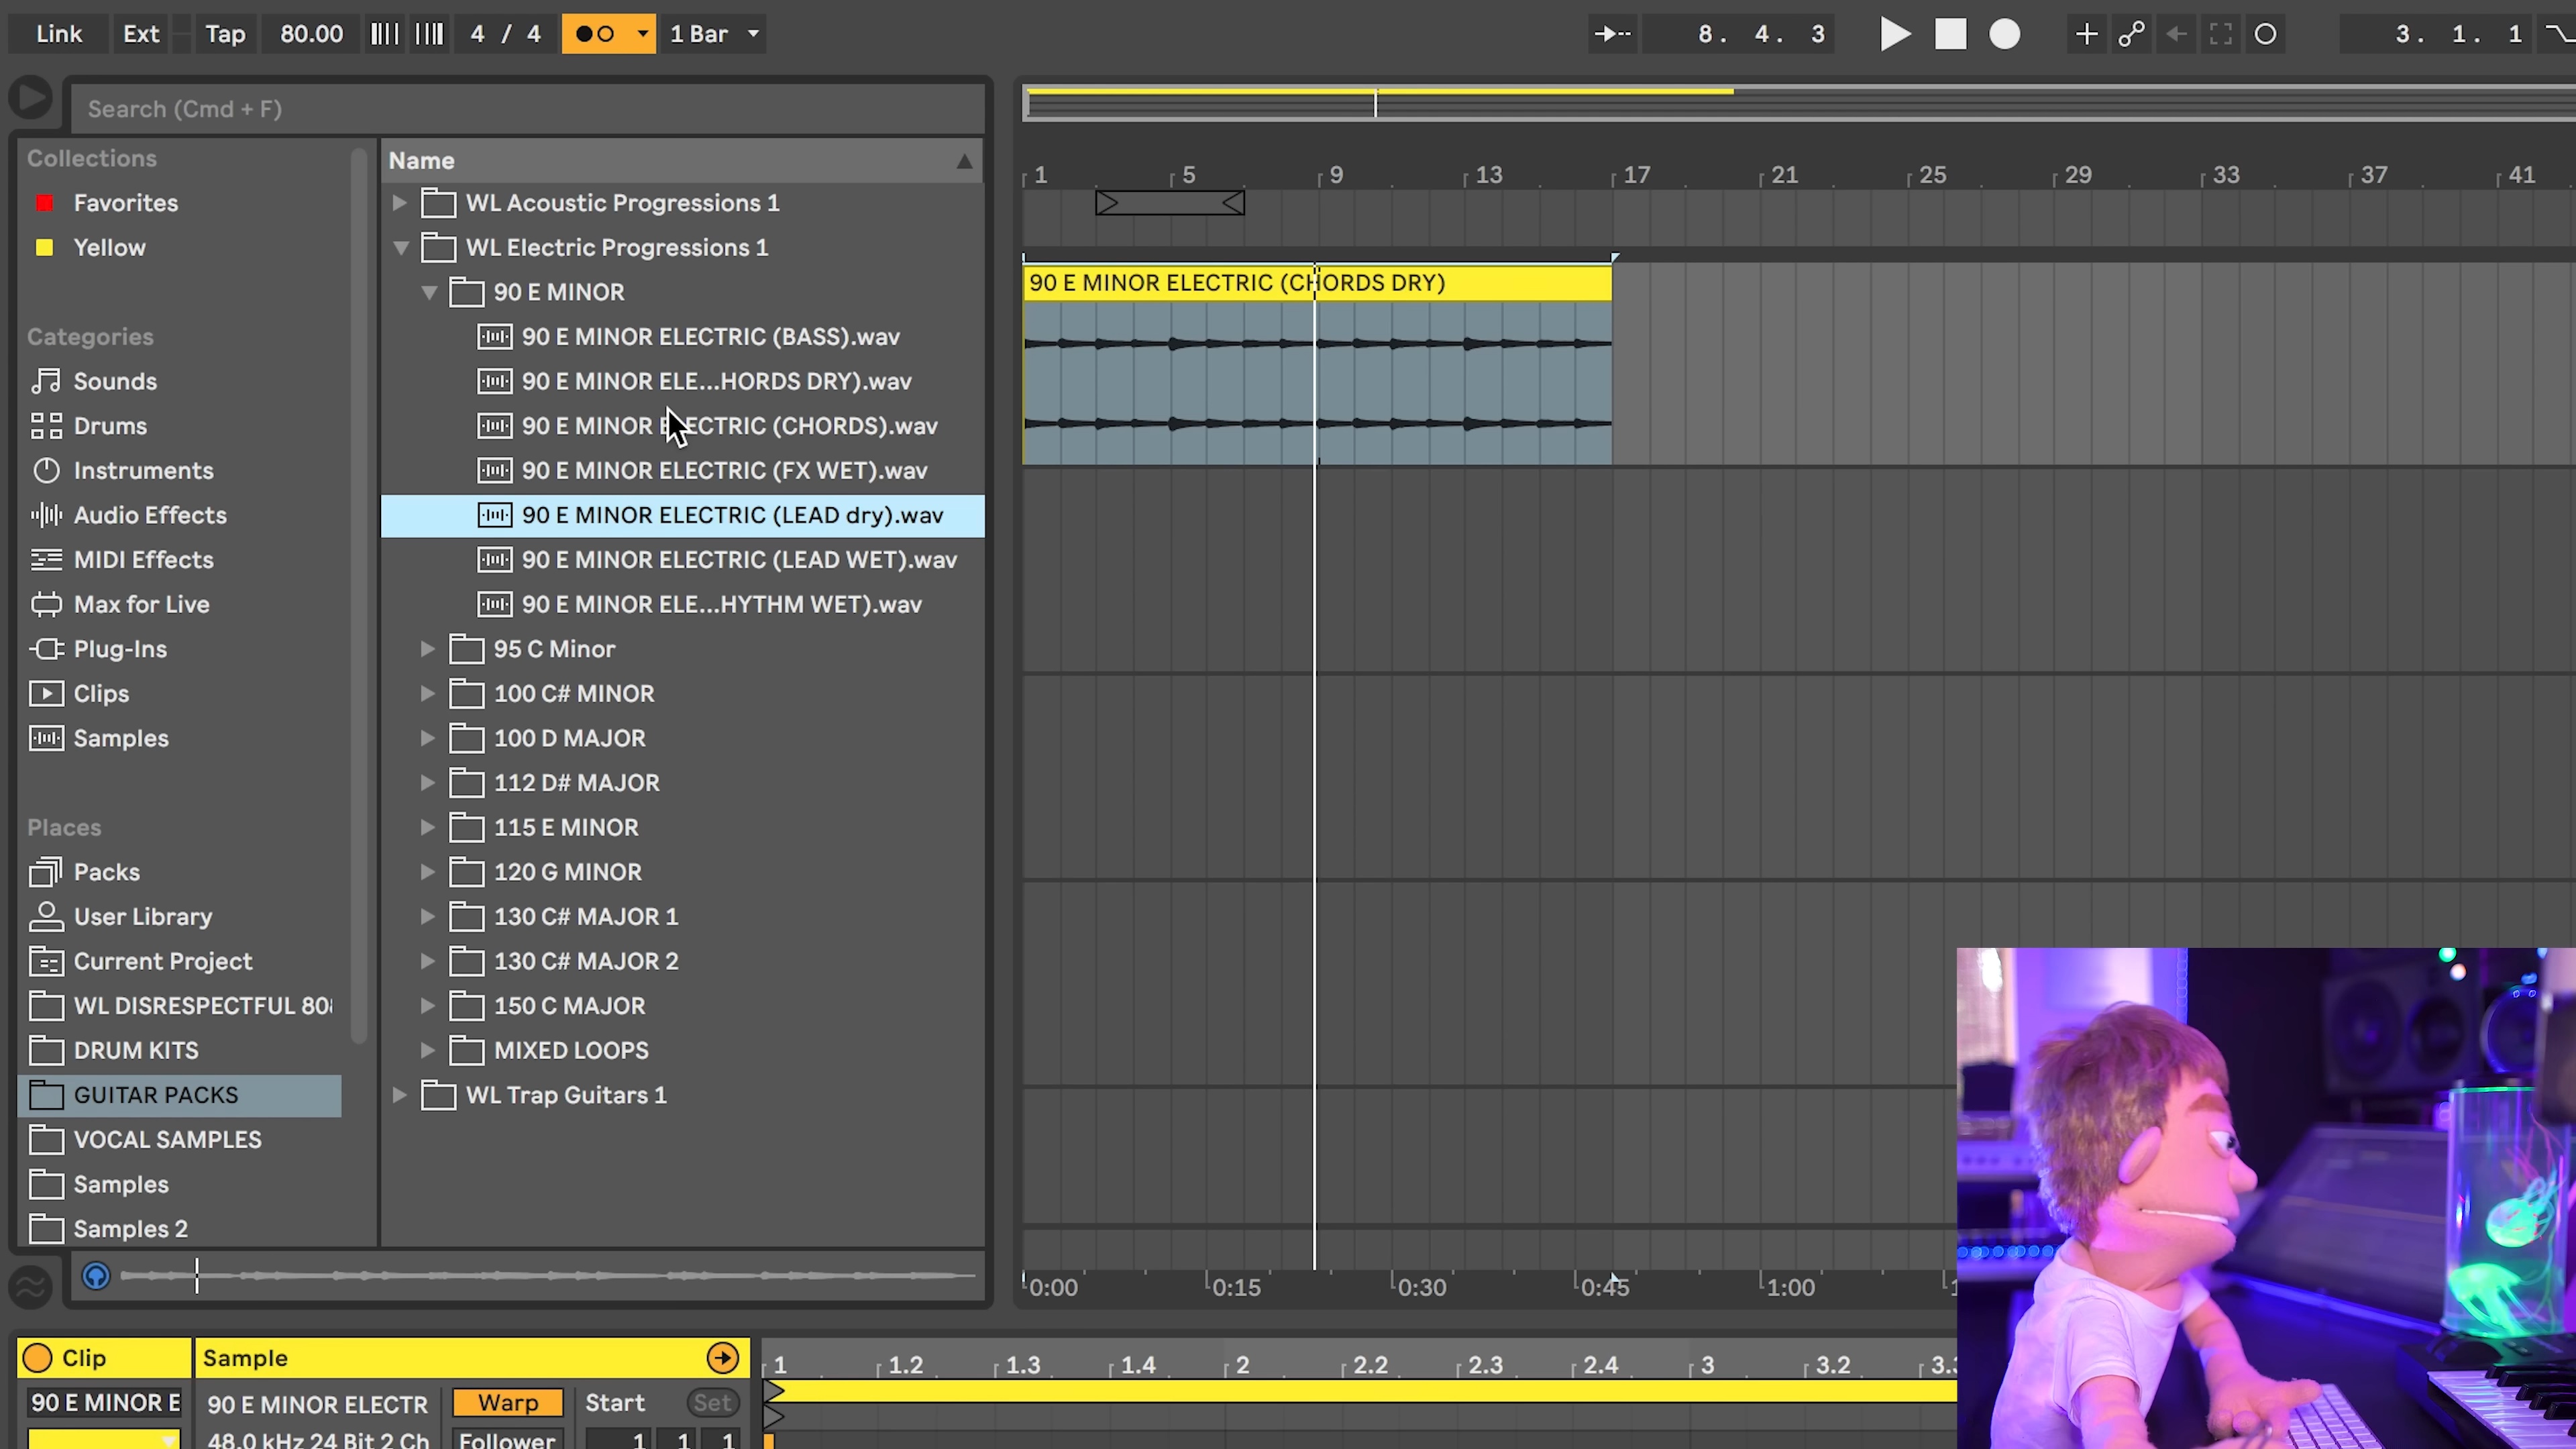 Link Ext Tap 80.00 4 / 4 1 Bar 8. 4. 3 3. 1. 1
Search (Cmd + F)
Collections
Favorites
Yellow
Categories
Sounds
Drums
Instruments
Audio Effects
MIDI Effects
Max for Live
Plug-Ins
Clips
Samples
Places
Packs
User Library
Current Project
WL DISRESPECTFUL 80
DRUM KITS
GUITAR PACKS
VOCAL SAMPLES
Samples
Samples 2
Name
WL Acoustic Progressions 1
WL Electric Progressions 1
90 E MINOR
90 E MINOR ELECTRIC (BASS).wav
90 E MINOR ELE...HORDS DRY).wav
90 E MINOR ELECTRIC (CHORDS).wav
90 E MINOR ELECTRIC (FX WET).wav
90 E MINOR ELECTRIC (LEAD dry).wav
90 E MINOR ELECTRIC (LEAD WET).wav
90 E MINOR ELE...HYTHM WET).wav
95 C Minor
100 C# MINOR
100 D MAJOR
112 D# MAJOR
115 E MINOR
120 G MINOR
130 C# MAJOR 1
130 C# MAJOR 2
150 C MAJOR
MIXED LOOPS
WL Trap Guitars 1
1 5 9 13 17 21 25 29 33 37 41
90 E MINOR ELECTRIC (CHORDS DRY)
0:00 0:15 0:30 0:45 1:00
Clip Sample
90 E MINOR E 90 E MINOR ELECTR Warp Start Set
48.0 kHz 24 Bit 2 Ch Follower 1 1 1
1 1.2 1.3 1.4 2 2.2 2.3 2.4 3 3.2 3.3